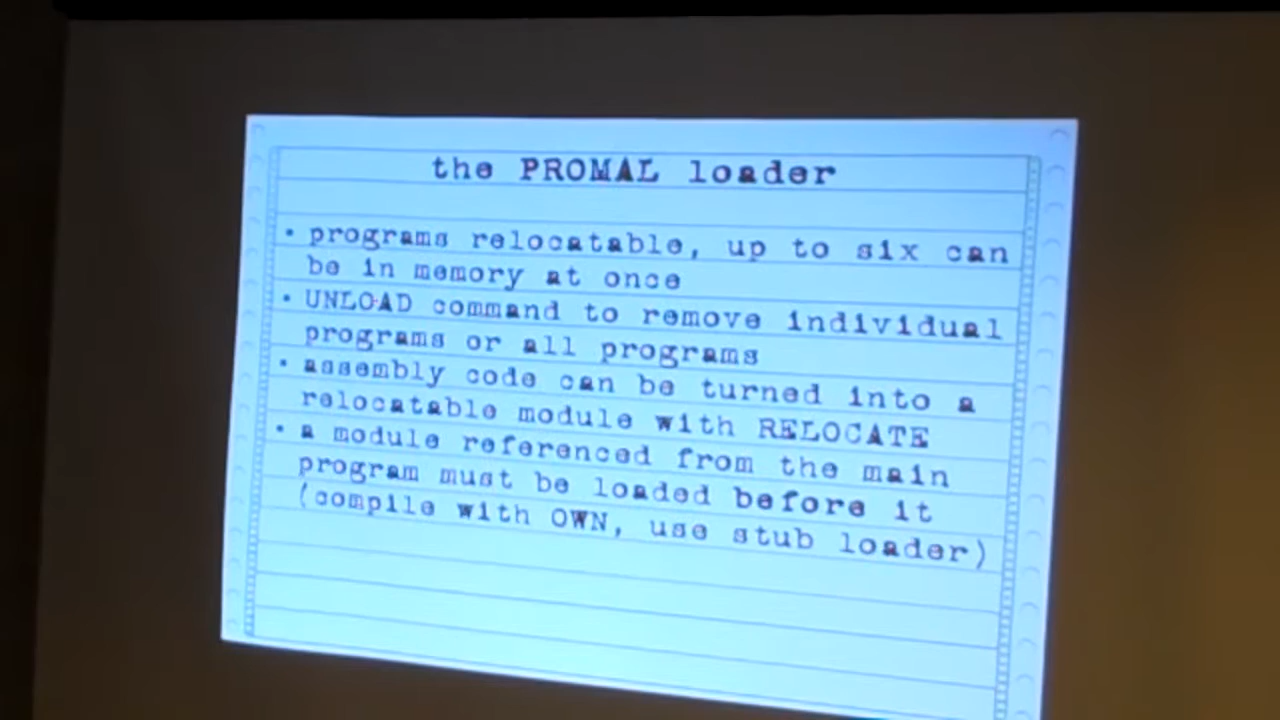 the PROMAL loader
• programs relocatable, up to six can
be in memory at once
• UNLOAD command to remove individual
programs or all programs
• assembly code can be turned into a
relocatable module with RELOCATE
• a module referenced from the main
program must be loaded before it
(compile with OWN, use stub loader)